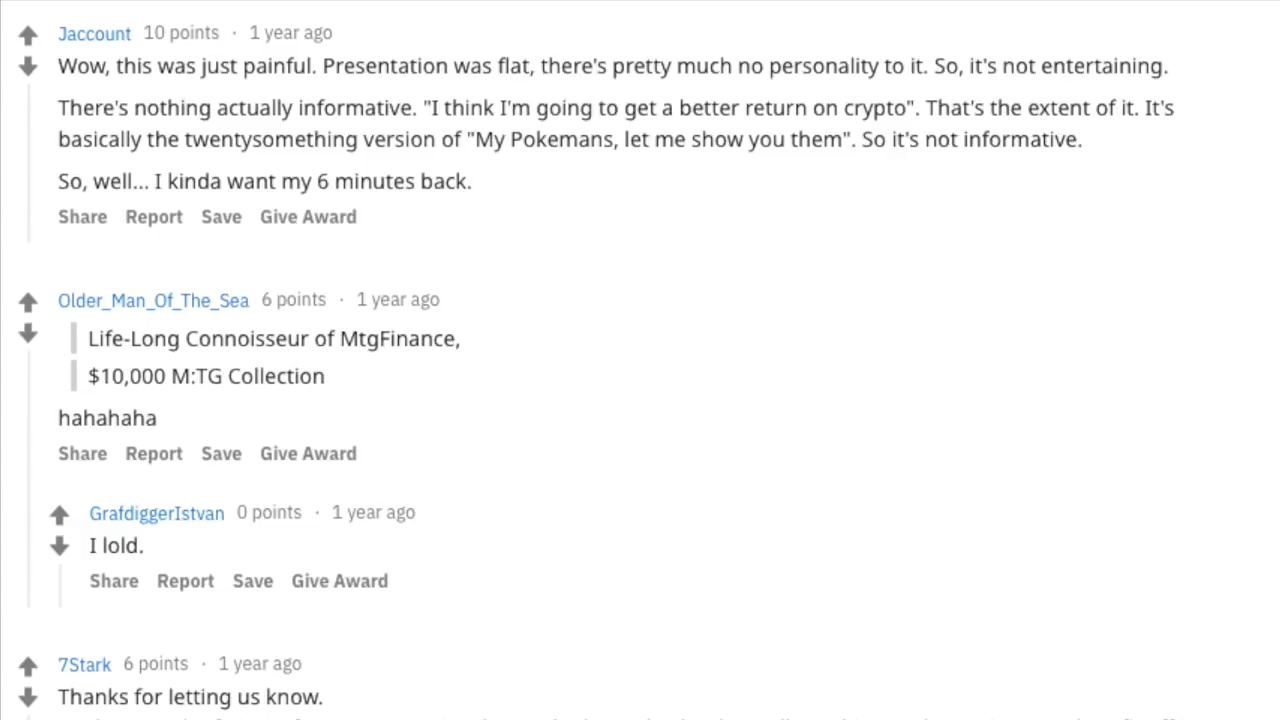 Jaccount 10 points · 1 year ago
Wow, this was just painful. Presentation was flat, there's pretty much no personality to it. So, it's not entertaining.
There's nothing actually informative. "I think I'm going to get a better return on crypto". That's the extent of it. It's
basically the twentysomething version of "My Pokemans, let me show you them". So it's not informative.
So, well... I kinda want my 6 minutes back.
Share Report Save Give Award
Older_Man_Of_The_Sea 6 points · 1 year ago
Life-Long Connoisseur of MtgFinance,
$10,000 M:TG Collection
hahahaha
Share Report Save Give Award
GrafdiggerIstvan 0 points · 1 year ago
I lold.
Share Report Save Give Award
7Stark 6 points · 1 year ago
Thanks for letting us know.